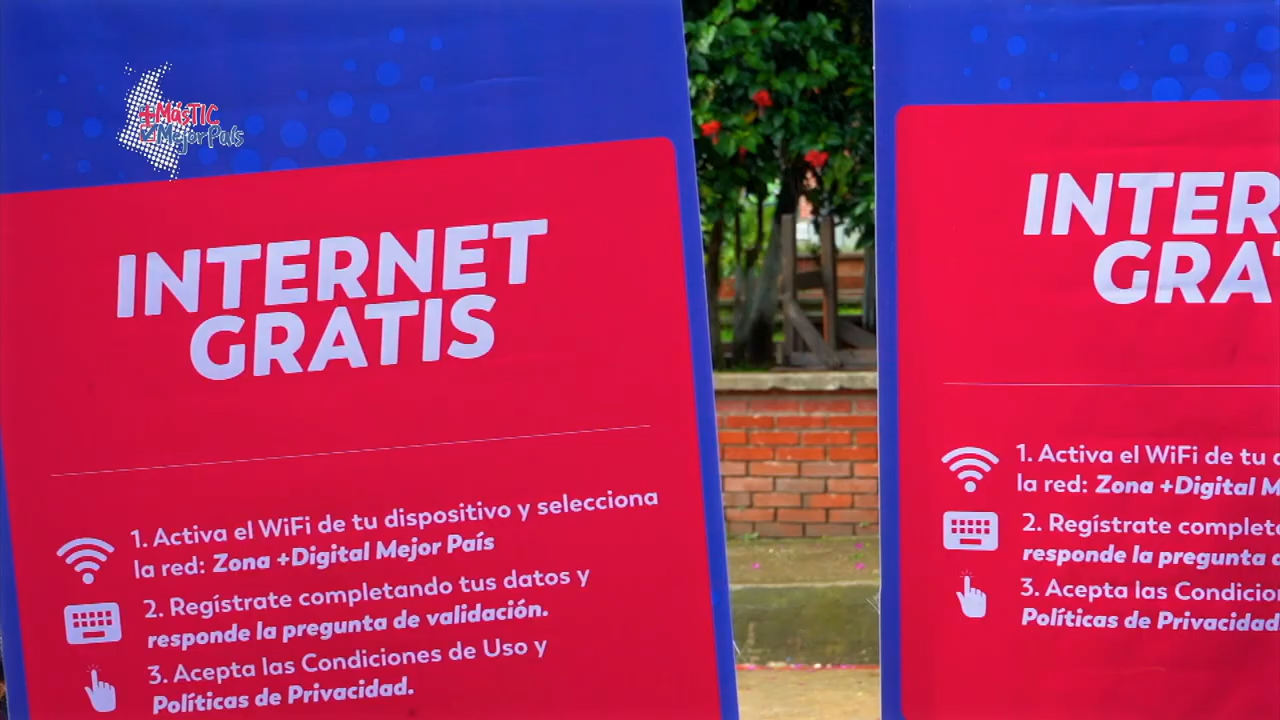 +MásTIC
MejorPaís
INTERNET
GRATIS
1. Activa el WiFi de tu dispositivo y selecciona
la red: Zona +Digital Mejor País
2. Regístrate completando tus datos y
responde la pregunta de validación.
3. Acepta las Condiciones de Uso y
Políticas de Privacidad.
INTER
GRA
1. Activa el WiFi de tu
la red: Zona +Digital M
2. Regístrate complet
responde la pregunta
3. Acepta las Condicio
Políticas de Privacidad